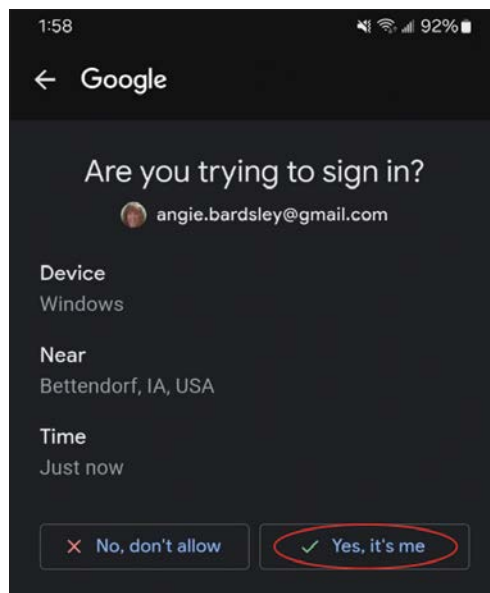 1:58 92%
Google
Are you trying to sign in?
angie.bardsley@gmail.com
Device
Windows
Near
Bettendorf, IA, USA
Time
Just now
No, don't allow Yes, it's me